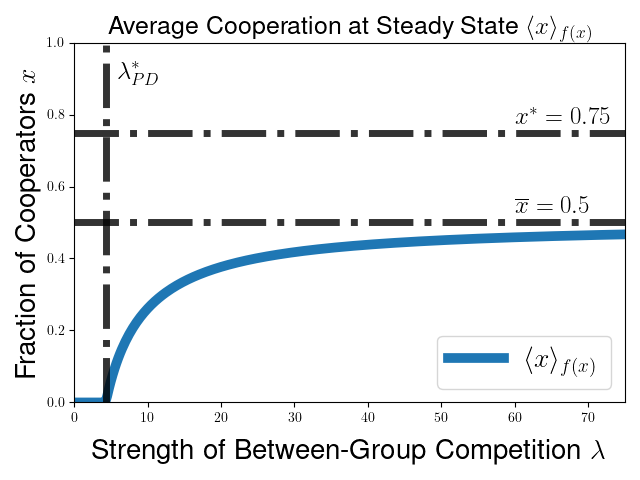 Average Cooperation at Steady State ⟨x⟩_{f(x)}
Fraction of Cooperators x
1.0
0.8
0.6
0.4
0.2
0.0
λ*_{PD}
x* = 0.75
x̅ = 0.5
⟨x⟩_{f(x)}
0 10 20 30 40 50 60 70
Strength of Between-Group Competition λ